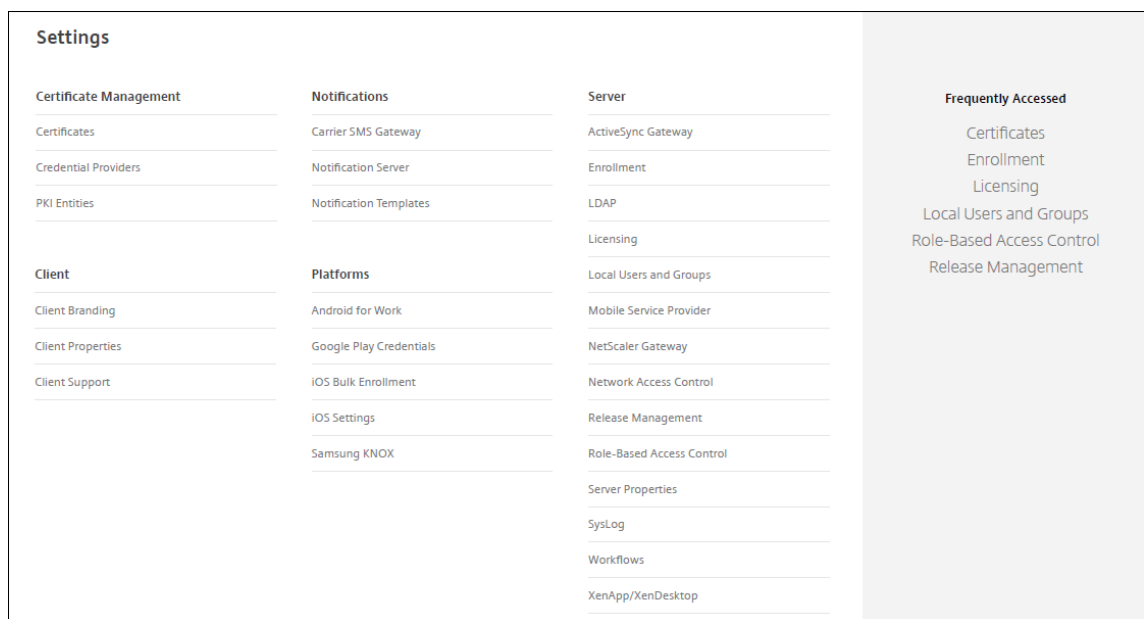 Settings
Certificate Management
Certificates
Credential Providers
PKI Entities
Client
Client Branding
Client Properties
Client Support
Notifications
Carrier SMS Gateway
Notification Server
Notification Templates
Platforms
Android for Work
Google Play Credentials
iOS Bulk Enrollment
iOS Settings
Samsung KNOX
Server
ActiveSync Gateway
Enrollment
LDAP
Licensing
Local Users and Groups
Mobile Service Provider
NetScaler Gateway
Network Access Control
Release Management
Role-Based Access Control
Server Properties
SysLog
Workflows
XenApp/XenDesktop
Frequently Accessed
Certificates
Enrollment
Licensing
Local Users and Groups
Role-Based Access Control
Release Management